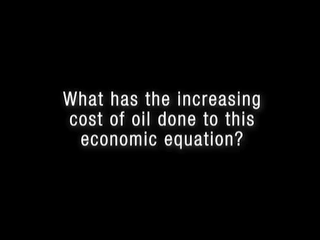 What has the increasing
cost of oil done to this
economic equation?